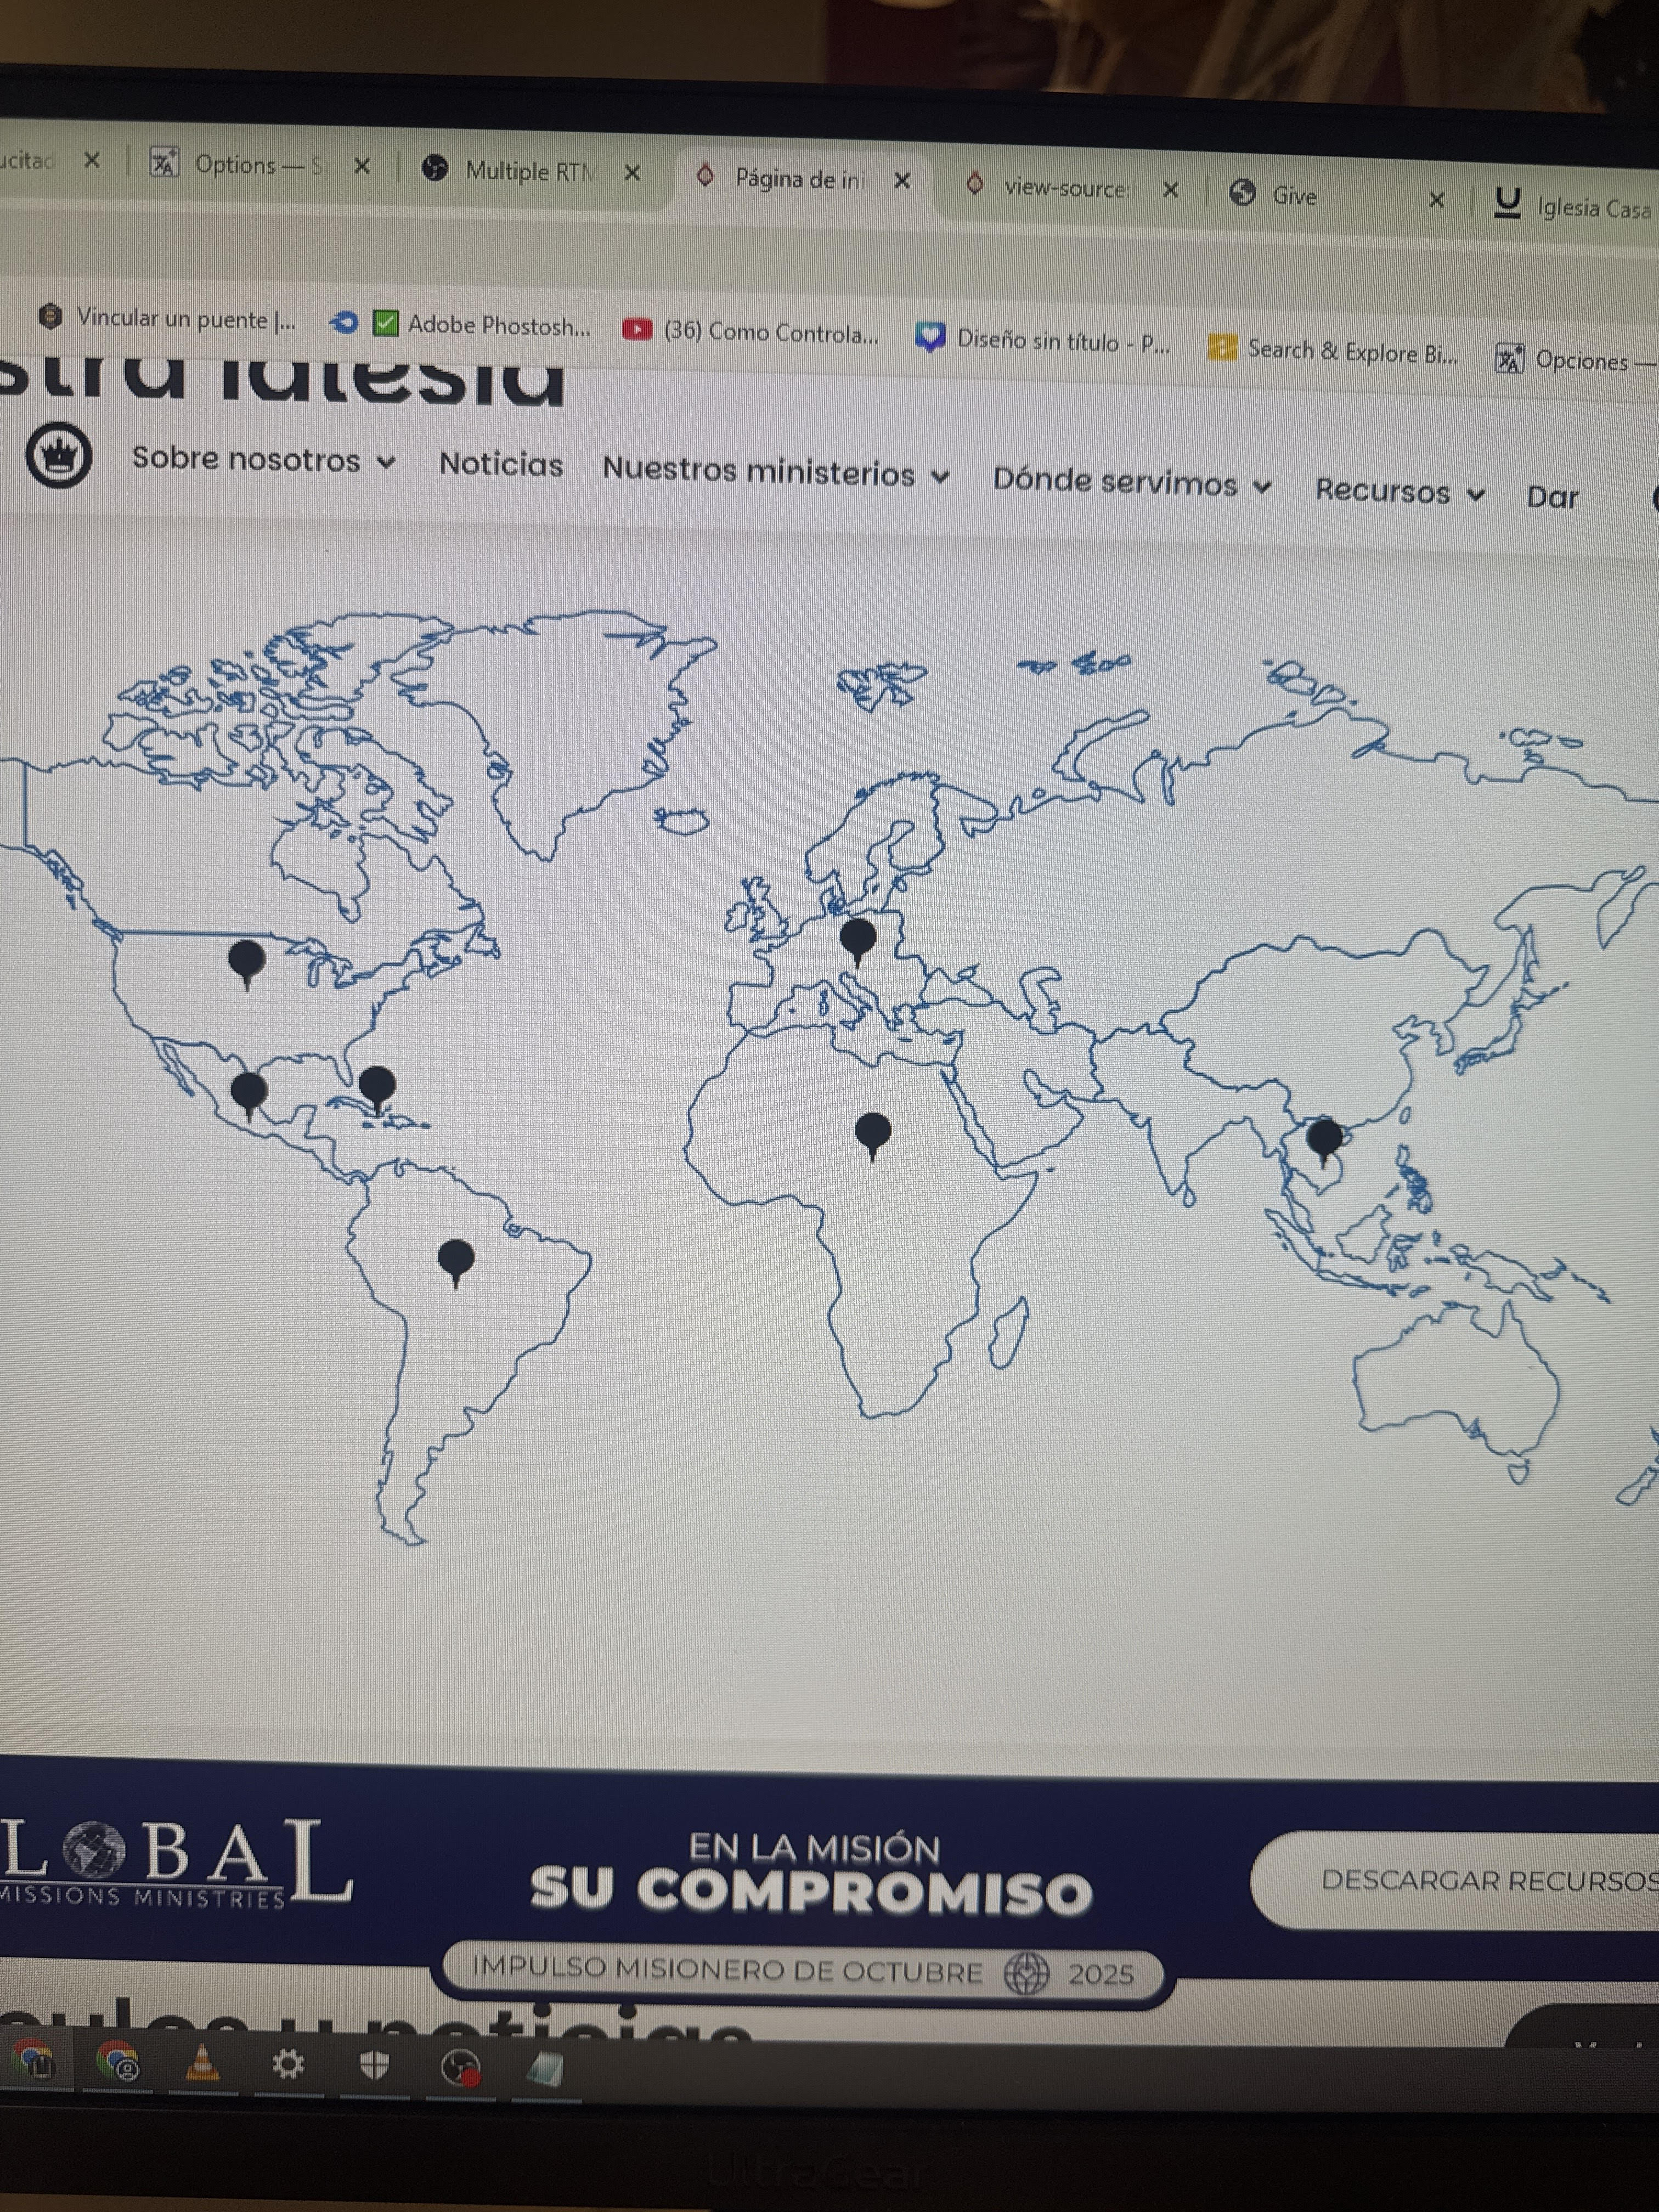 Options — S
Multiple RTM
Página de ini
view-source:
Give
Iglesia Casa
Vincular un puente |...
Adobe Phostosh...
(36) Como Controla...
Diseño sin título - P...
Search & Explore Bi...
Opciones —
stra iglesia
Sobre nosotros
Noticias
Nuestros ministerios
Dónde servimos
Recursos
Dar
LOBAL
MISSIONS MINISTRIES
EN LA MISIÓN
SU COMPROMISO
DESCARGAR RECURSOS
IMPULSO MISIONERO DE OCTUBRE 2025
y noticias
UltraGear